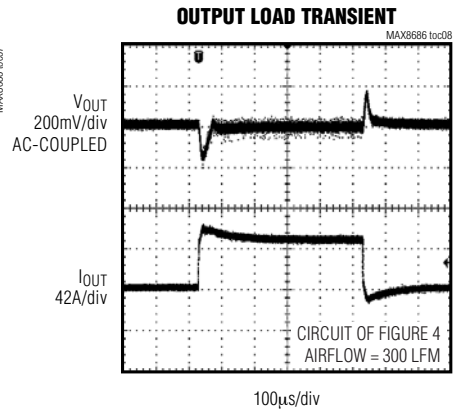 OUTPUT LOAD TRANSIENT
MAX8686 toc08
T
VOUT
200mV/div
AC-COUPLED
IOUT
42A/div
CIRCUIT OF FIGURE 4
AIRFLOW = 300 LFM
100µs/div